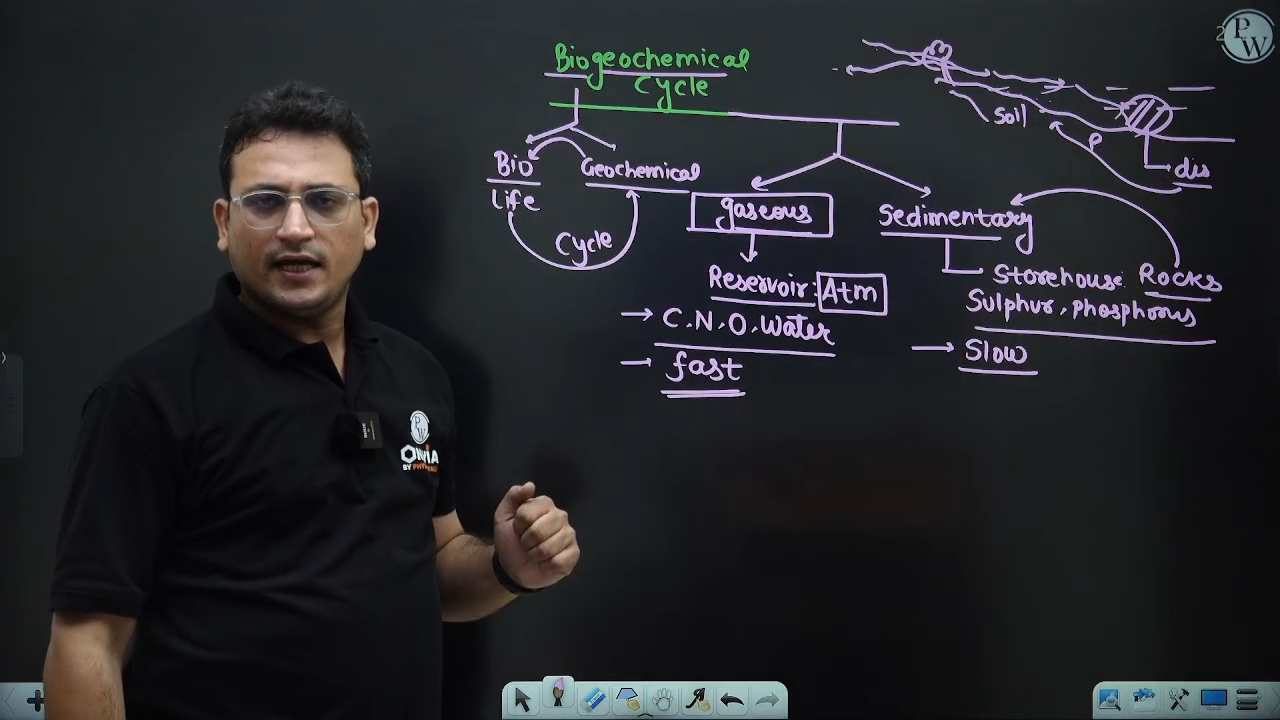 Biogeochemical
Cycle
Bio
Life
Geochemical
Cycle
gaseous
Reservoir: Atm
C, N, O, Water
fast
Sedimentary
Storehouse: Rocks
Sulphur, Phosphorous
Slow
Soil
P
dis
PW
PW